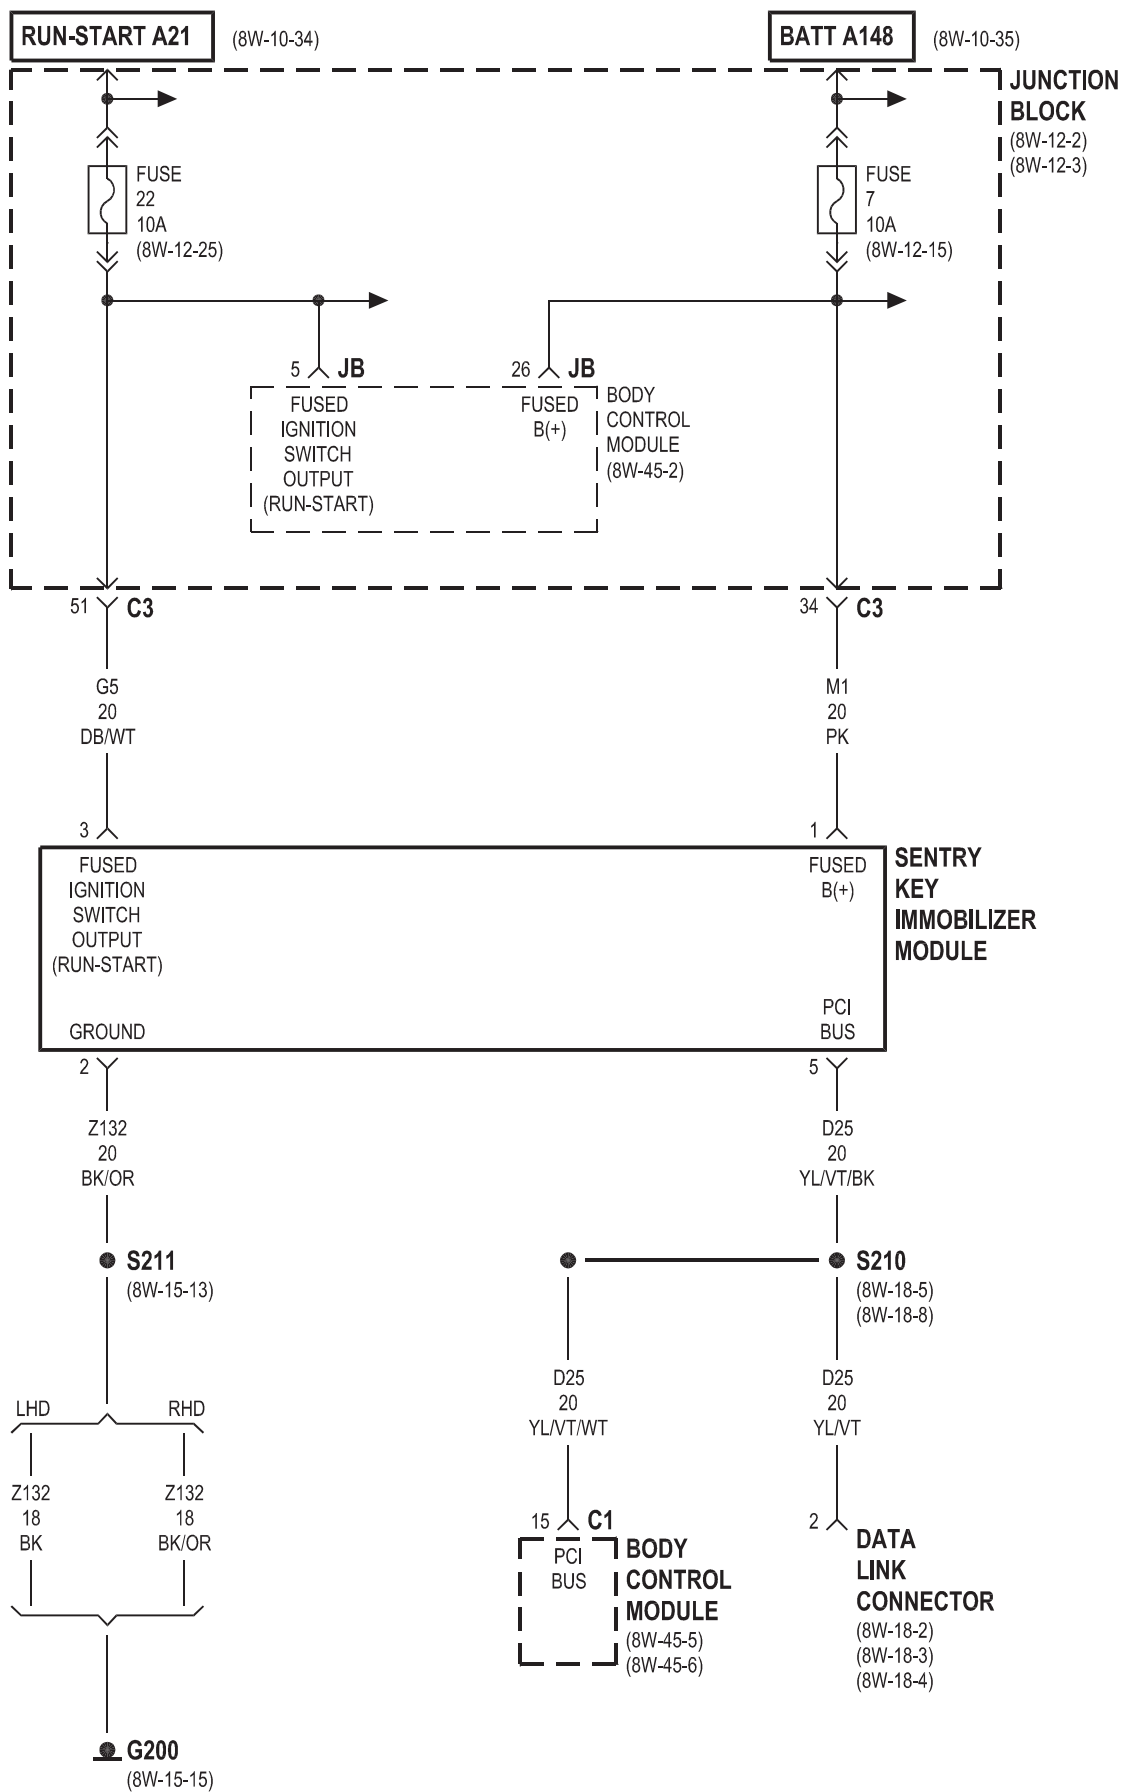 RUN-START A21
(8W-10-34)
BATT A148
(8W-10-35)
JUNCTION
BLOCK
(8W-12-2)
(8W-12-3)
FUSE
22
10A
(8W-12-25)
FUSE
7
10A
(8W-12-15)
5
JB
26
JB
FUSED
IGNITION
SWITCH
OUTPUT
(RUN-START)
FUSED
B(+)
BODY
CONTROL
MODULE
(8W-45-2)
51
C3
34
C3
G5
20
DB/WT
M1
20
PK
3
1
FUSED
IGNITION
SWITCH
OUTPUT
(RUN-START)
FUSED
B(+)
SENTRY
KEY
IMMOBILIZER
MODULE
GROUND
PCI
BUS
2
5
Z132
20
BK/OR
D25
20
YL/VT/BK
S211
(8W-15-13)
S210
(8W-18-5)
(8W-18-8)
LHD
RHD
Z132
18
BK
Z132
18
BK/OR
D25
20
YL/VT/WT
D25
20
YL/VT
15
C1
PCI
BUS
BODY
CONTROL
MODULE
(8W-45-5)
(8W-45-6)
2
DATA
LINK
CONNECTOR
(8W-18-2)
(8W-18-3)
(8W-18-4)
G200
(8W-15-15)